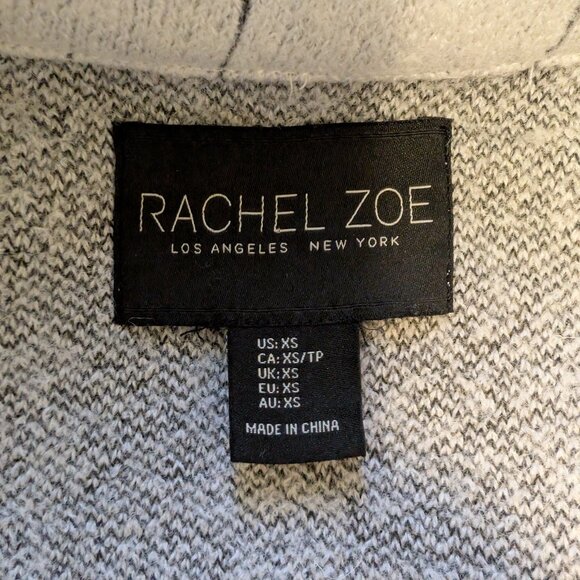 RACHEL ZOE
LOS ANGELES NEW YORK
US: XS
CA: XS/TP
UK: XS
EU: XS
AU: XS
MADE IN CHINA